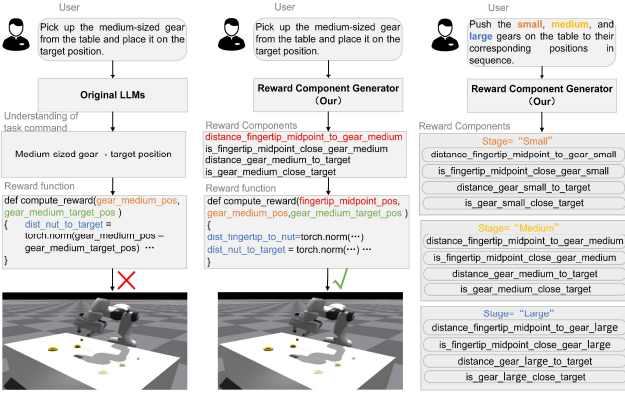 User
Pick up the medium-sized gear
from the table and place it on the
target position.
Original LLMs
Understanding of
task command
Medium-sized gear → target position
Reward function
def compute_reward(gear_medium_pos,
gear_medium_target_pos )
{ dist_nut_to_target =
torch.norm(gear_medium_pos –
gear_medium_target_pos) ⋯
}
User
Pick up the medium-sized gear
from the table and place it on the
target position.
Reward Component Generator
(Our)
Reward Components
distance_fingertip_midpoint_to_gear_medium
is_fingertip_midpoint_close_gear_medium
distance_gear_medium_to_target
is_gear_medium_close_target
Reward function
def compute_reward(fingertip_midpoint_pos,
gear_medium_pos,gear_medium_target_pos )
{
dist_fingertip_to_nut=torch.norm(⋯)
dist_nut_to_target = torch.norm(⋯) ⋯
}
User
Push the small, medium, and
large gears on the table to their
corresponding positions in
sequence.
Reward Component Generator
(Our)
Reward Components
Stage= “Small”
distance_fingertip_midpoint_to_gear_small
is_fingertip_midpoint_close_gear_small
distance_gear_small_to_target
is_gear_small_close_target
Stage= “Medium”
distance_fingertip_midpoint_to_gear_medium
is_fingertip_midpoint_close_gear_medium
distance_gear_medium_to_target
is_gear_medium_close_target
Stage= “Large”
distance_fingertip_midpoint_to_gear_large
is_fingertip_midpoint_close_gear_large
distance_gear_large_to_target
is_gear_large_close_target